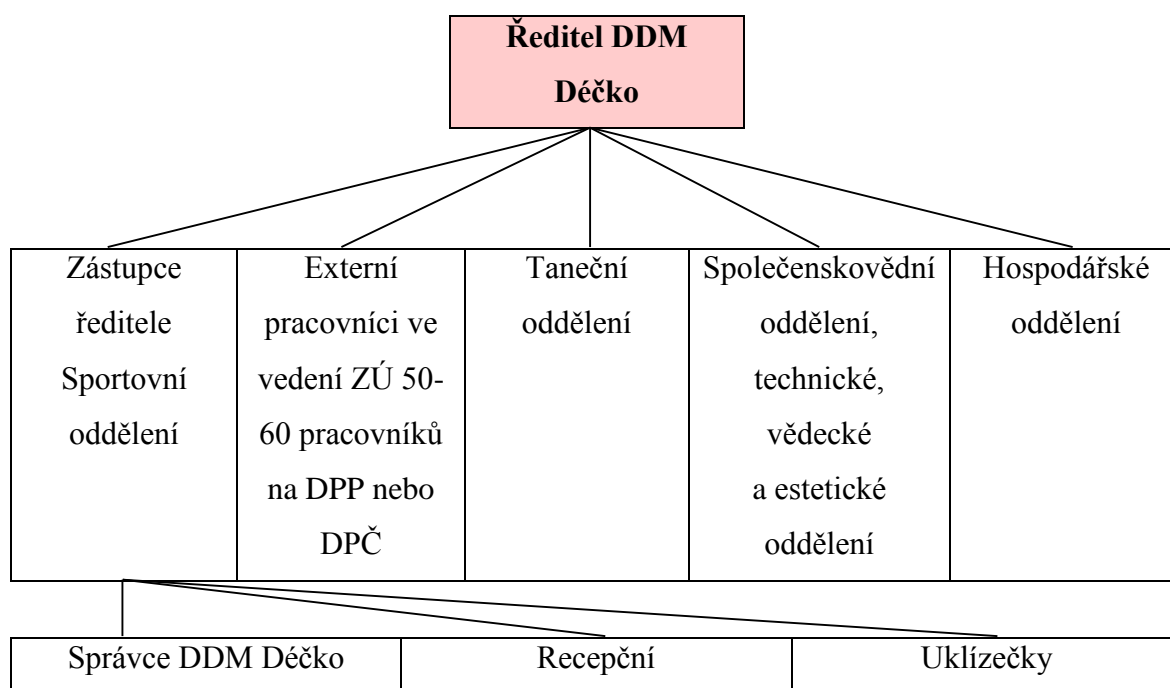 Ředitel DDM
Déčko
Zástupce
ředitele
Sportovní
oddělení
Externí
pracovníci ve
vedení ZÚ 50-
60 pracovníků
na DPP nebo
DPČ
Taneční
oddělení
Společenskovědní
oddělení,
technické,
vědecké
a estetické
oddělení
Hospodářské
oddělení
Správce DDM Déčko
Recepční
Uklízečky